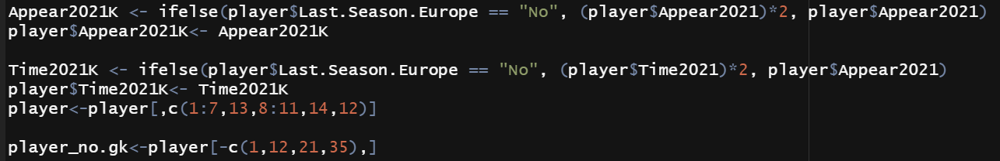 Appear2021K <- ifelse(player$Last.Season.Europe == "No", (player$Appear2021)*2, player$Appear2021)
player$Appear2021K<- Appear2021K
Time2021K <- ifelse(player$Last.Season.Europe == "No", (player$Time2021)*2, player$Appear2021)
player$Time2021K<- Time2021K
player<-player[,c(1:7,13,8:11,14,12)]
player_no.gk<-player[-c(1,12,21,35),]